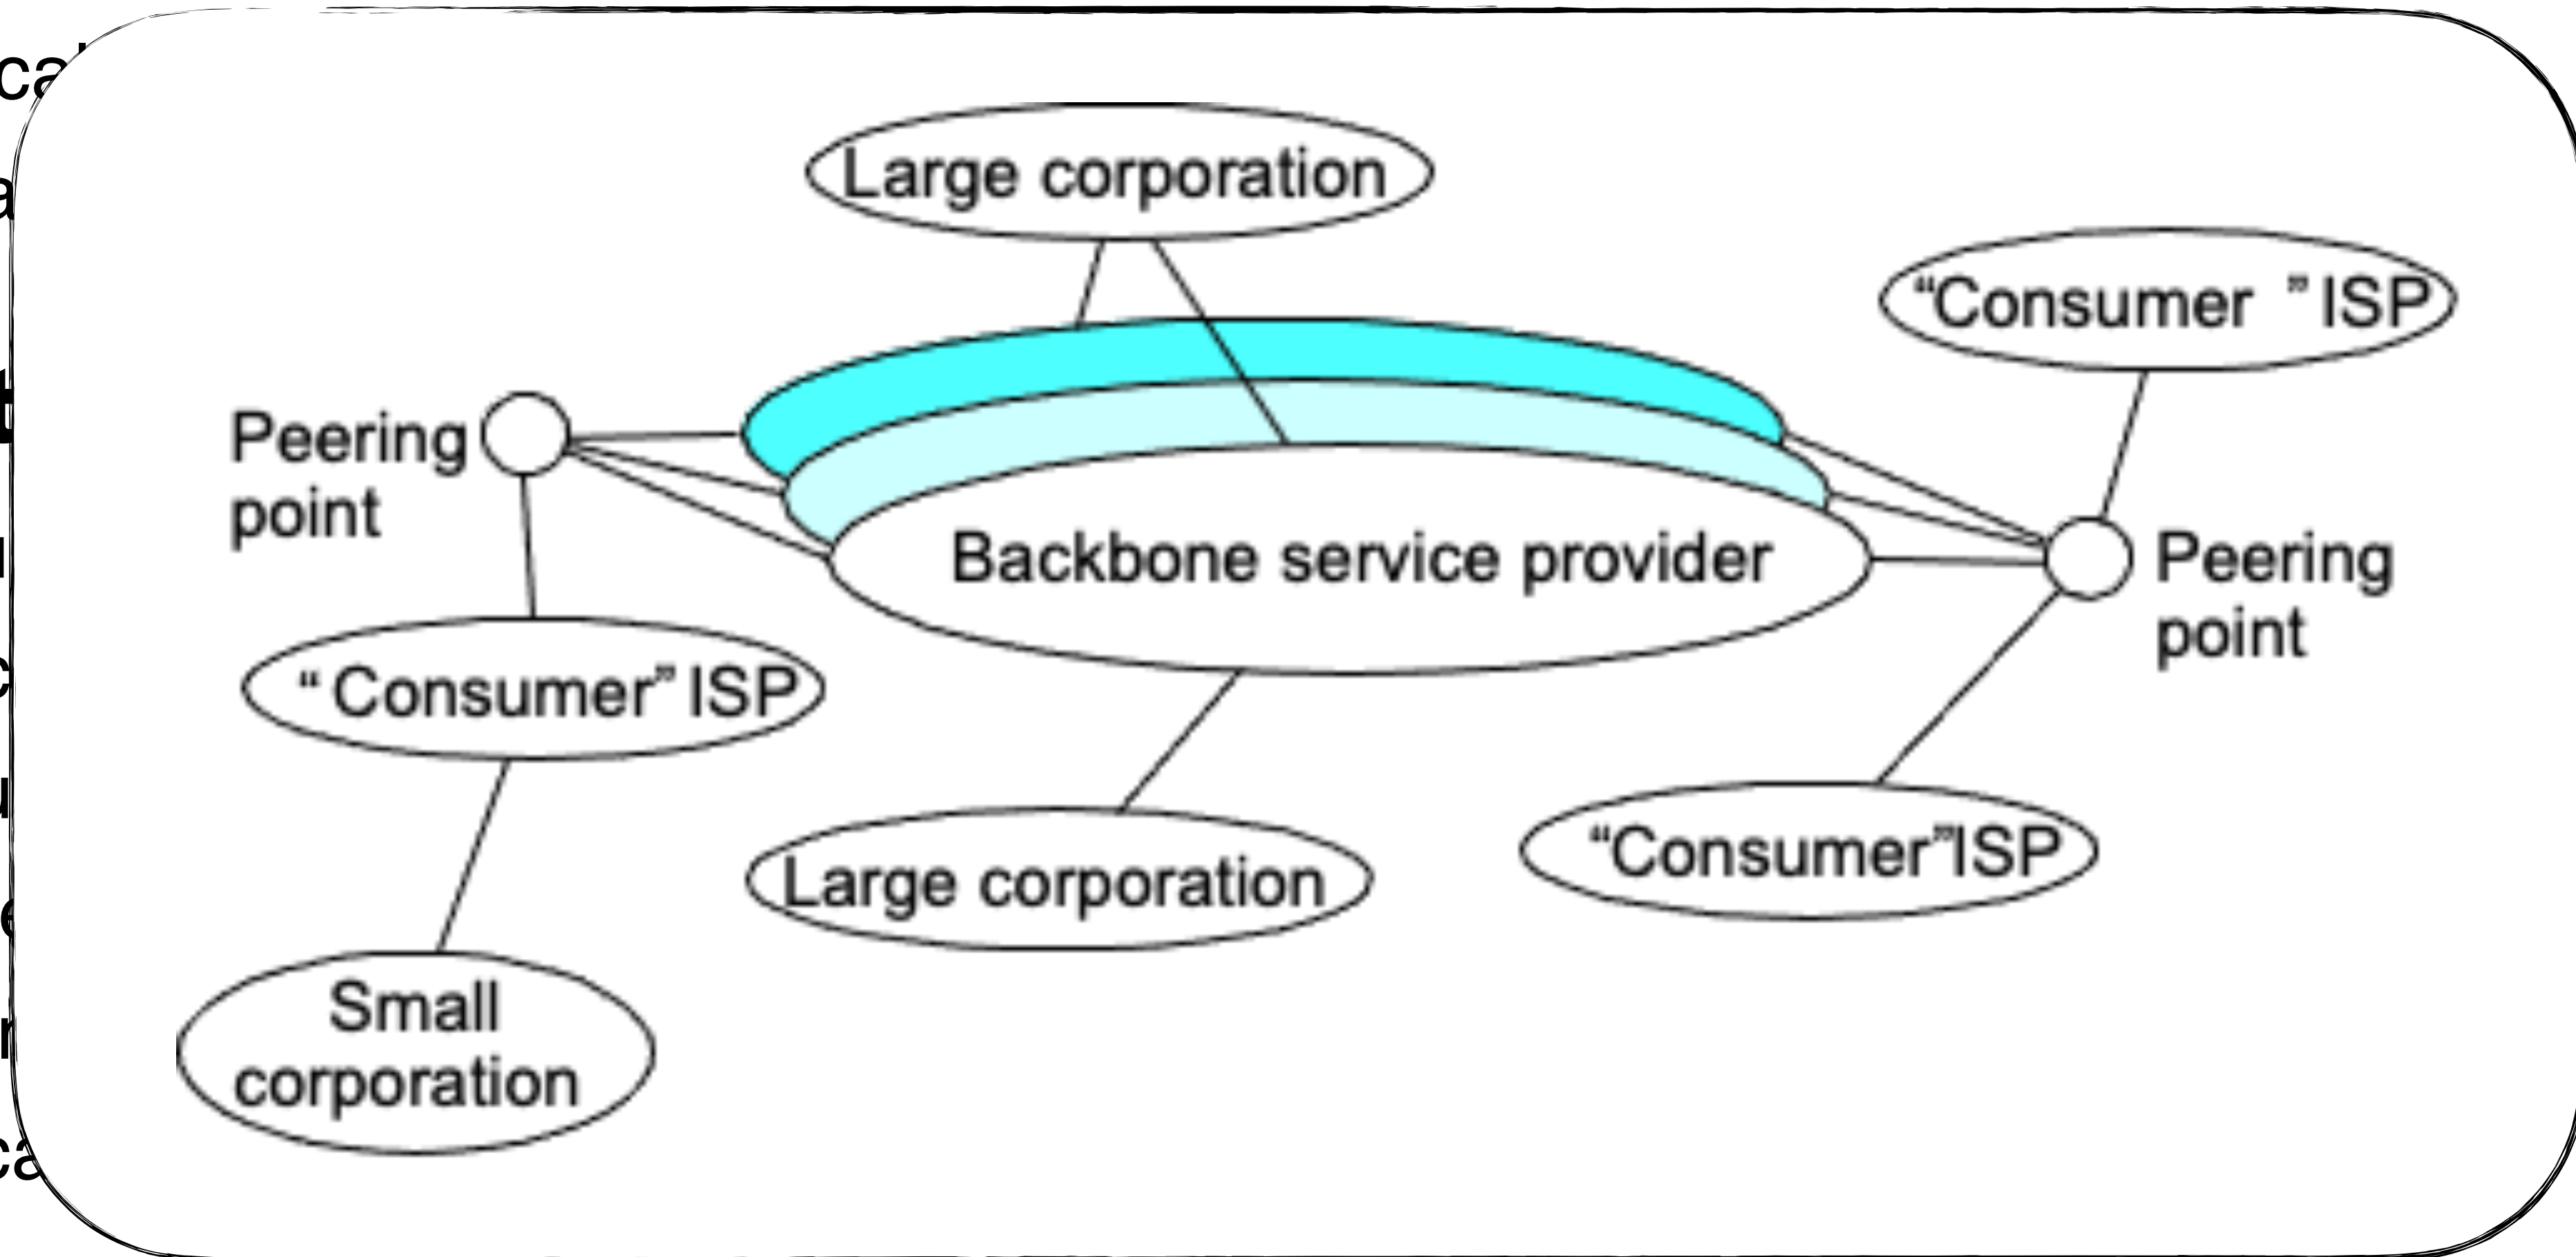 Large corporation
“Consumer ” ISP
Peering
point
Backbone service provider
Peering
point
“ Consumer” ISP
Large corporation
“Consumer”ISP
Small
corporation